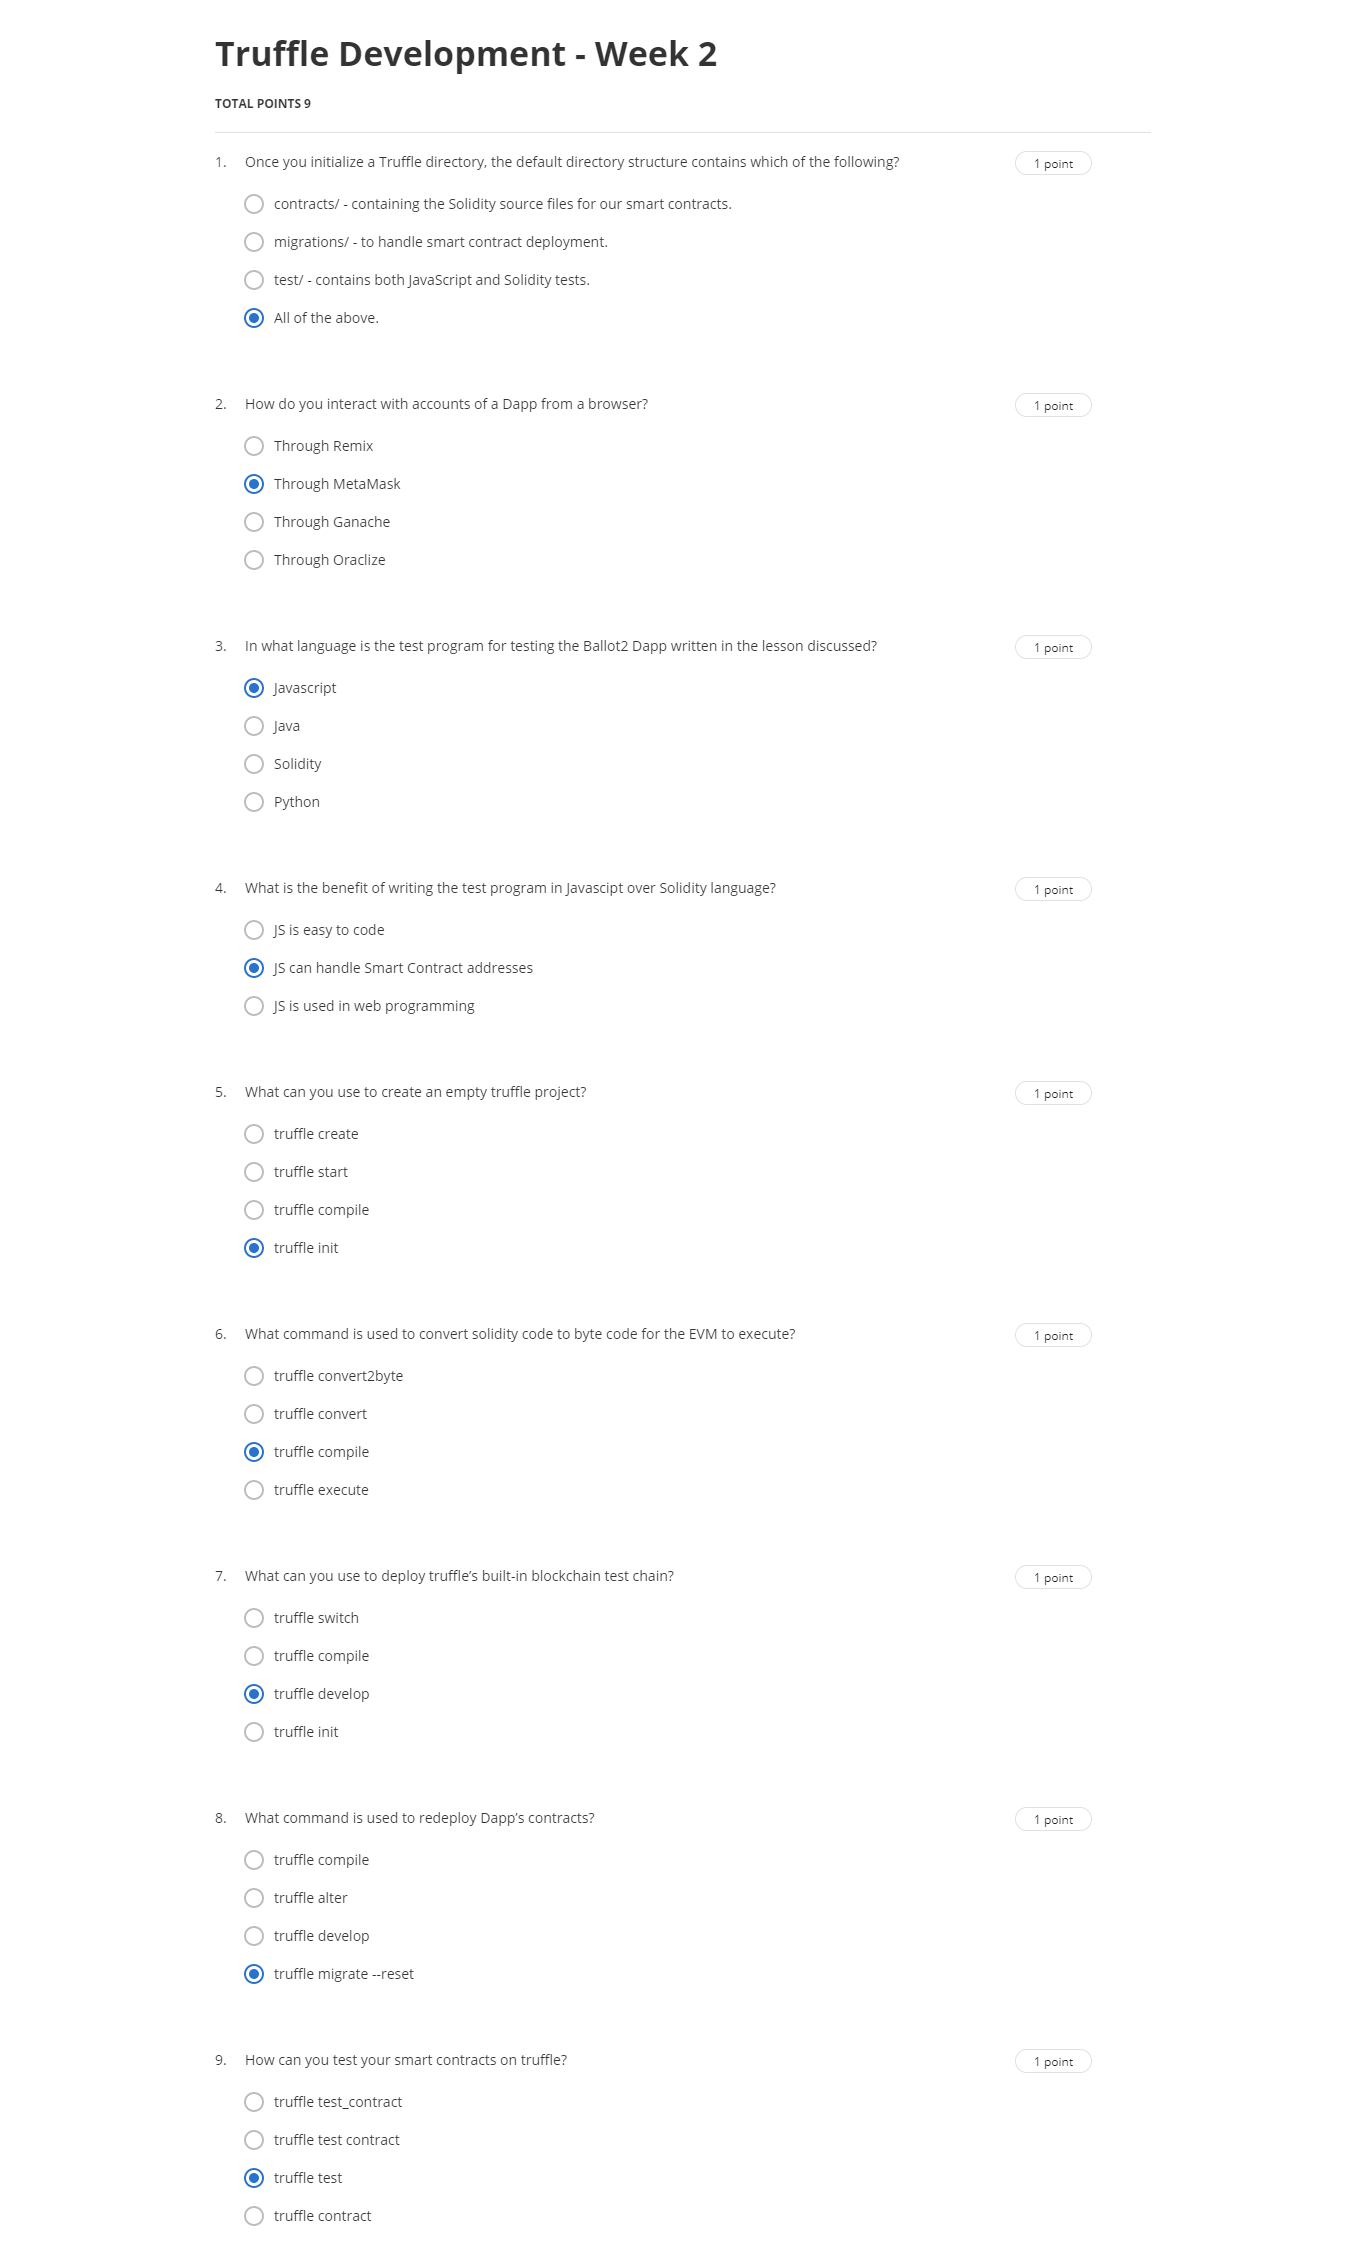 Truffle Development - Week 2
TOTAL POINTS 9
1. Once you initialize a Truffle directory, the default directory structure contains which of the following? 1 point
contracts/ - containing the Solidity source files for our smart contracts.
migrations/ - to handle smart contract deployment.
test/ - contains both JavaScript and Solidity tests.
All of the above.
2. How do you interact with accounts of a Dapp from a browser? 1 point
Through Remix
Through MetaMask
Through Ganache
Through Oraclize
3. In what language is the test program for testing the Ballot2 Dapp written in the lesson discussed? 1 point
Javascript
Java
Solidity
Python
4. What is the benefit of writing the test program in Javascipt over Solidity language? 1 point
JS is easy to code
JS can handle Smart Contract addresses
JS is used in web programming
5. What can you use to create an empty truffle project? 1 point
truffle create
truffle start
truffle compile
truffle init
6. What command is used to convert solidity code to byte code for the EVM to execute? 1 point
truffle convert2byte
truffle convert
truffle compile
truffle execute
7. What can you use to deploy truffle’s built-in blockchain test chain? 1 point
truffle switch
truffle compile
truffle develop
truffle init
8. What command is used to redeploy Dapp’s contracts? 1 point
truffle compile
truffle alter
truffle develop
truffle migrate --reset
9. How can you test your smart contracts on truffle? 1 point
truffle test_contract
truffle test contract
truffle test
truffle contract